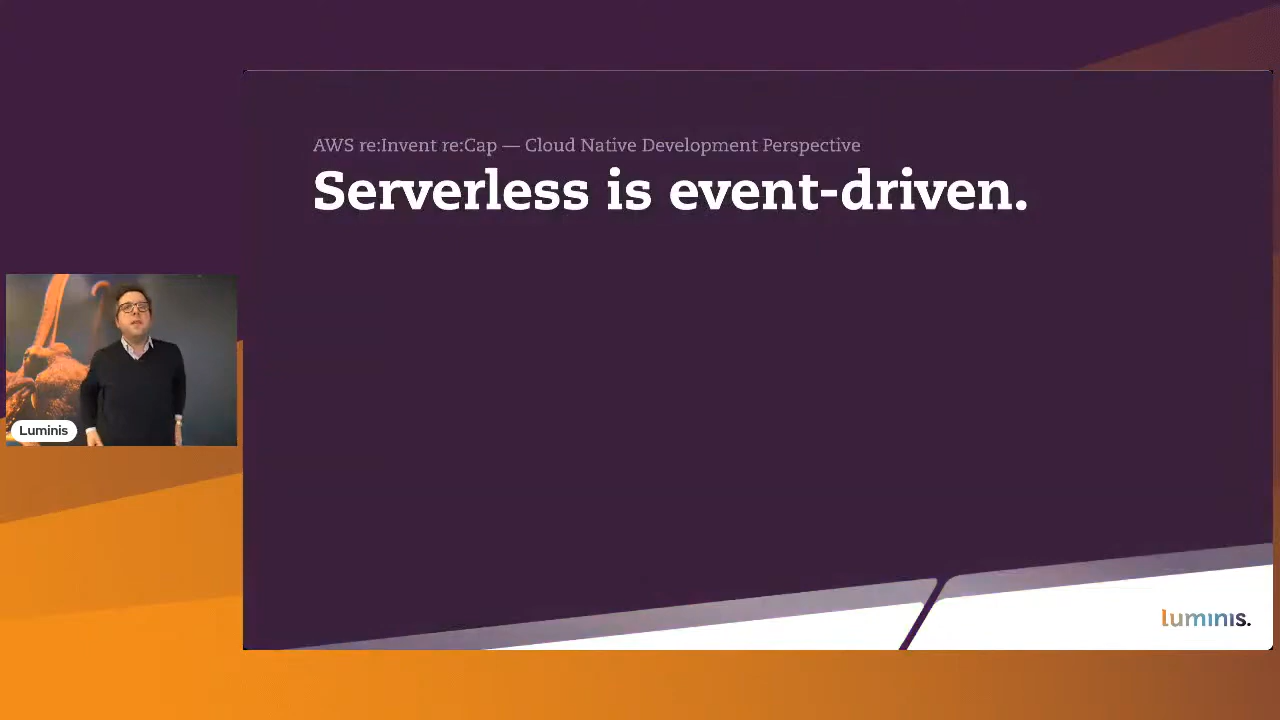 AWS re:Invent re:Cap — Cloud Native Development Perspective
Serverless is event-driven.
Luminis
luminis.